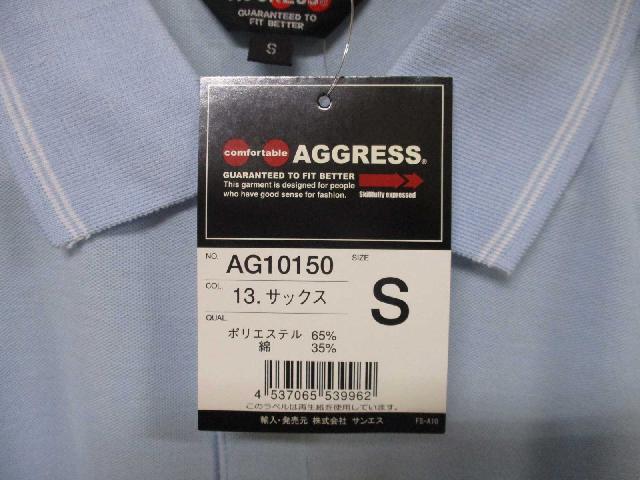 GUARANTEED TO
FIT BETTER
S
comfortable AGGRESS®
GUARANTEED TO FIT BETTER
This garment is designed for people
who have good sense for fashion.
Skillfully expressed
NO. AG10150
SIZE
S
COL. 13.サックス
QUAL.
ポリエステル 65%
綿 35%
4 537065 539962
このラベルは再生紙を使用しています。
輸入・発売元 株式会社 サンエス
FS-A10